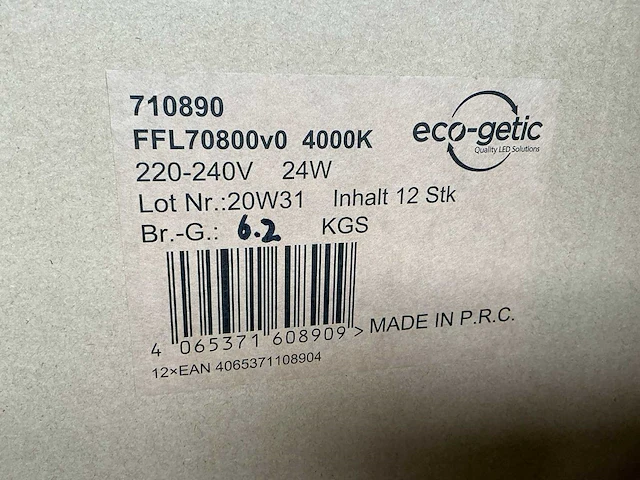 710890
FFL70800v0 4000K
eco-getic
Quality LED Solutions
220-240V 24W
Lot Nr.:20W31 Inhalt 12 Stk
Br.-G.: 6.2 KGS
4 065371 608909 >
MADE IN P.R.C.
12×EAN 4065371108904